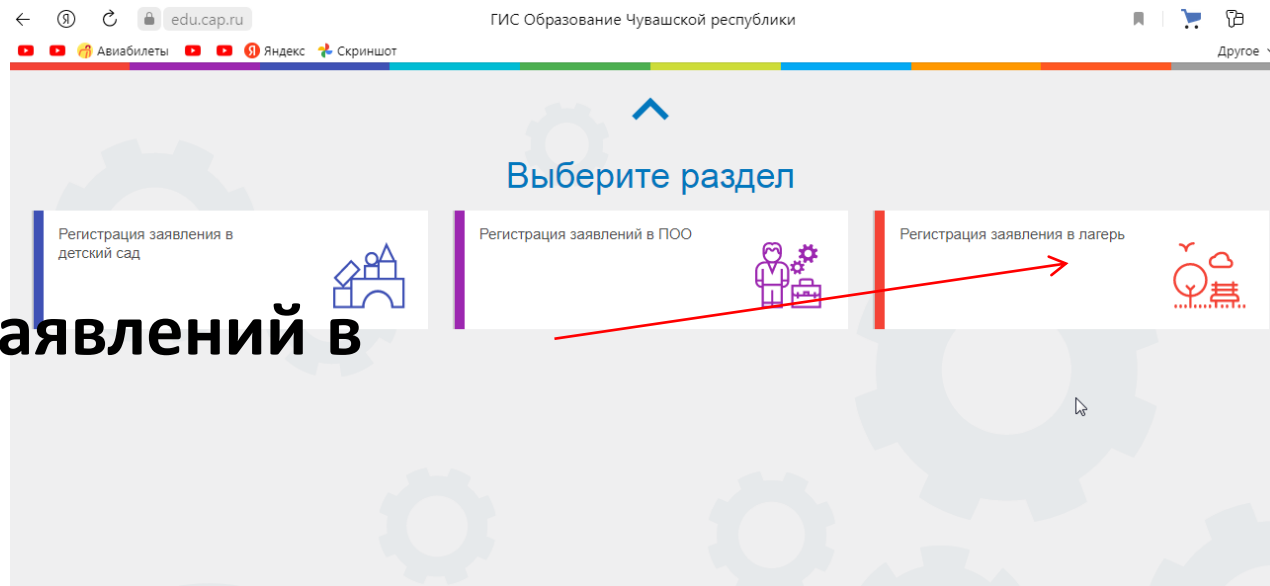 edu.cap.ru
ГИС Образование Чувашской республики
Авиабилеты
Яндекс
Скриншот
Другое
Выберите раздел
Регистрация заявления в
детский сад
Регистрация заявлений в ПОО
Регистрация заявления в лагерь
аявлений в